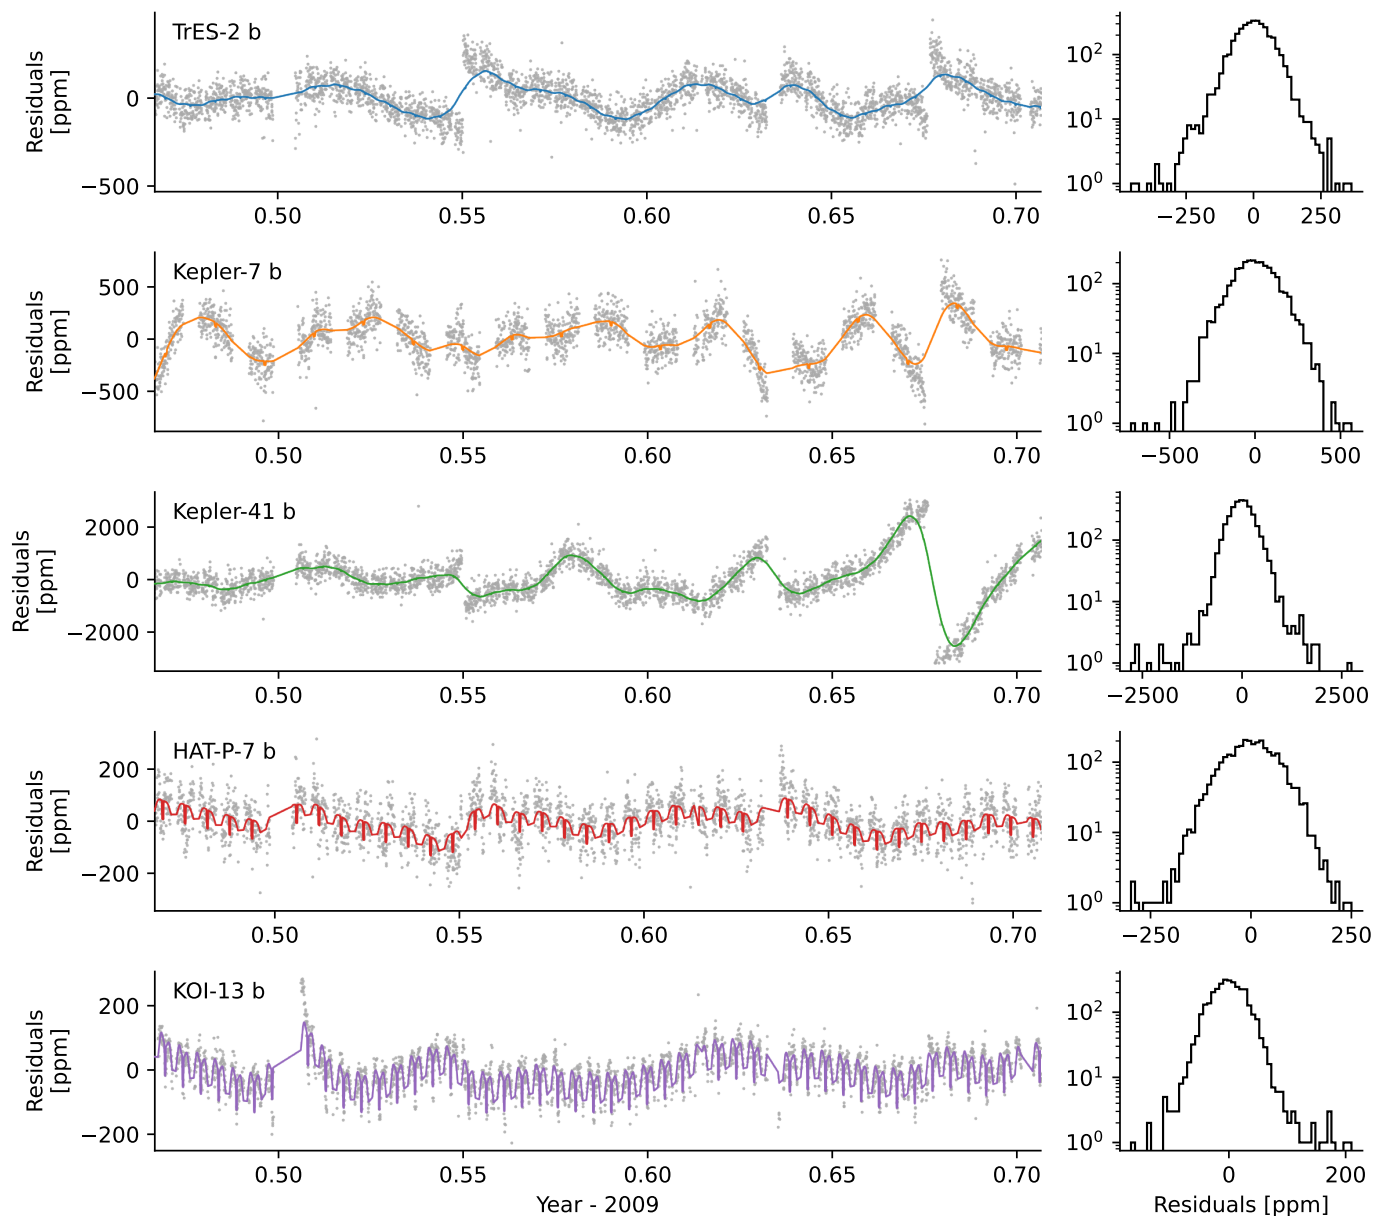 TrES-2 b
Residuals
[ppm]
0
−500
0.50 0.55 0.60 0.65 0.70
10² 10¹ 10⁰
−250 0 250
Kepler-7 b
Residuals
[ppm]
500
0
−500
0.50 0.55 0.60 0.65 0.70
10² 10¹ 10⁰
−500 0 500
Kepler-41 b
Residuals
[ppm]
2000
0
−2000
0.50 0.55 0.60 0.65 0.70
10² 10¹ 10⁰
−2500 0 2500
HAT-P-7 b
Residuals
[ppm]
200
0
−200
0.50 0.55 0.60 0.65 0.70
10² 10¹ 10⁰
−250 0 250
KOI-13 b
Residuals
[ppm]
200
0
−200
0.50 0.55 0.60 0.65 0.70
Year - 2009
10² 10¹ 10⁰
0 200
Residuals [ppm]